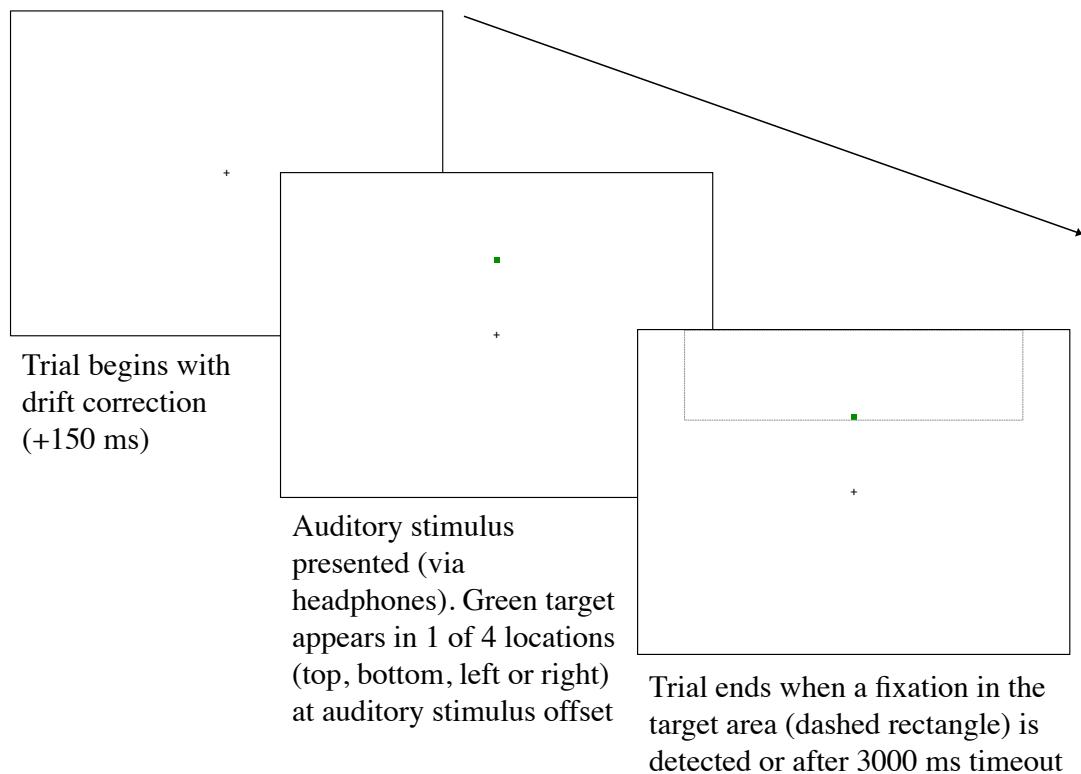 Trial begins with
drift correction
(+150 ms)
Auditory stimulus
presented (via
headphones). Green target
appears in 1 of 4 locations
(top, bottom, left or right)
at auditory stimulus offset
Trial ends when a fixation in the
target area (dashed rectangle) is
detected or after 3000 ms timeout